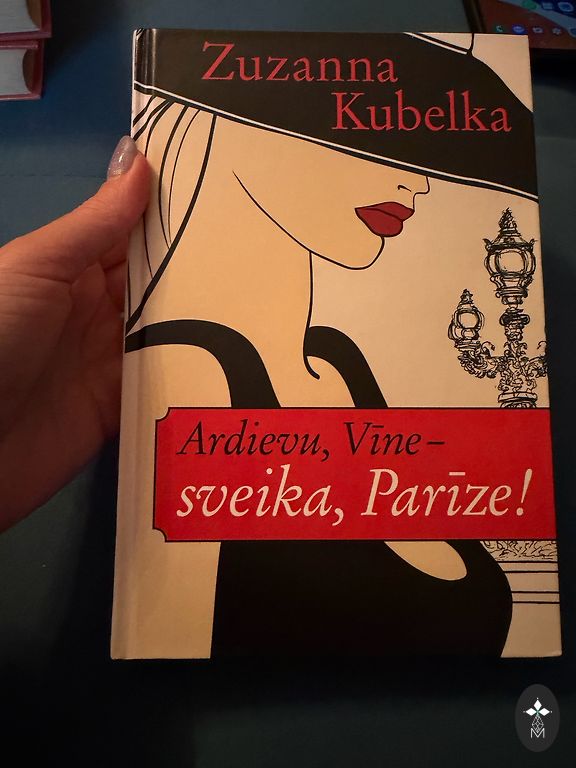 Zuzanna
Kubelka
Ardievu, Vīne –
sveika, Parīze!
M